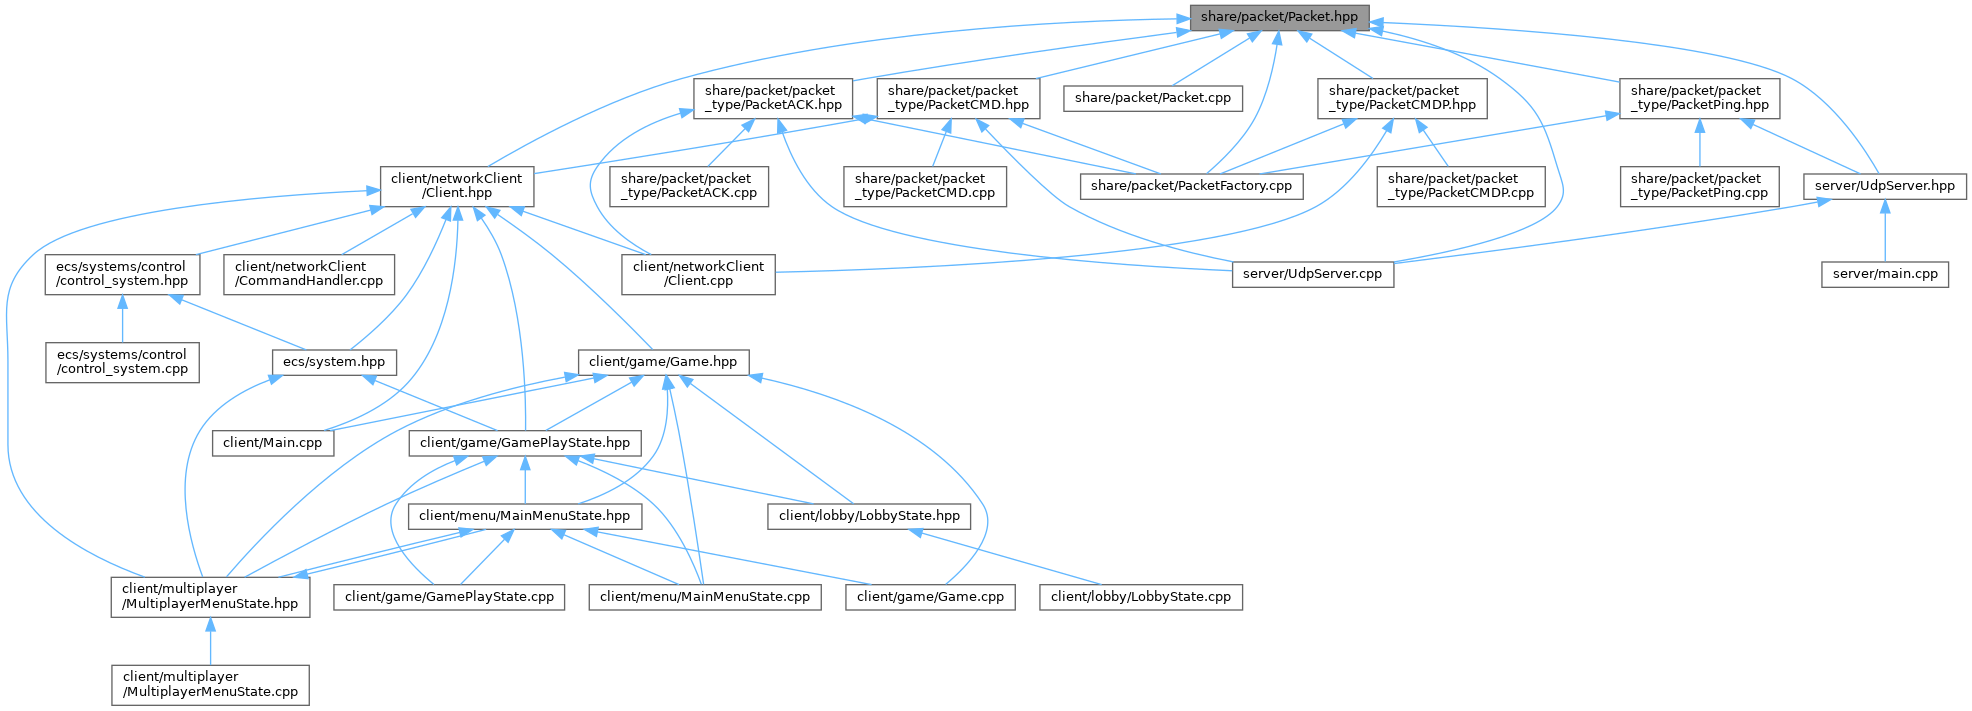 share/packet/Packet.hpp
share/packet/packet
_type/PacketACK.hpp
share/packet/packet
_type/PacketCMD.hpp
share/packet/Packet.cpp
share/packet/packet
_type/PacketCMDP.hpp
share/packet/packet
_type/PacketPing.hpp
client/networkClient
/Client.hpp
share/packet/packet
_type/PacketACK.cpp
share/packet/packet
_type/PacketCMD.cpp
share/packet/PacketFactory.cpp
share/packet/packet
_type/PacketCMDP.cpp
share/packet/packet
_type/PacketPing.cpp
server/UdpServer.hpp
ecs/systems/control
/control_system.hpp
client/networkClient
/CommandHandler.cpp
client/networkClient
/Client.cpp
server/UdpServer.cpp
server/main.cpp
ecs/systems/control
/control_system.cpp
ecs/system.hpp
client/game/Game.hpp
client/Main.cpp
client/game/GamePlayState.hpp
client/menu/MainMenuState.hpp
client/lobby/LobbyState.hpp
client/multiplayer
/MultiplayerMenuState.hpp
client/game/GamePlayState.cpp
client/menu/MainMenuState.cpp
client/game/Game.cpp
client/lobby/LobbyState.cpp
client/multiplayer
/MultiplayerMenuState.cpp